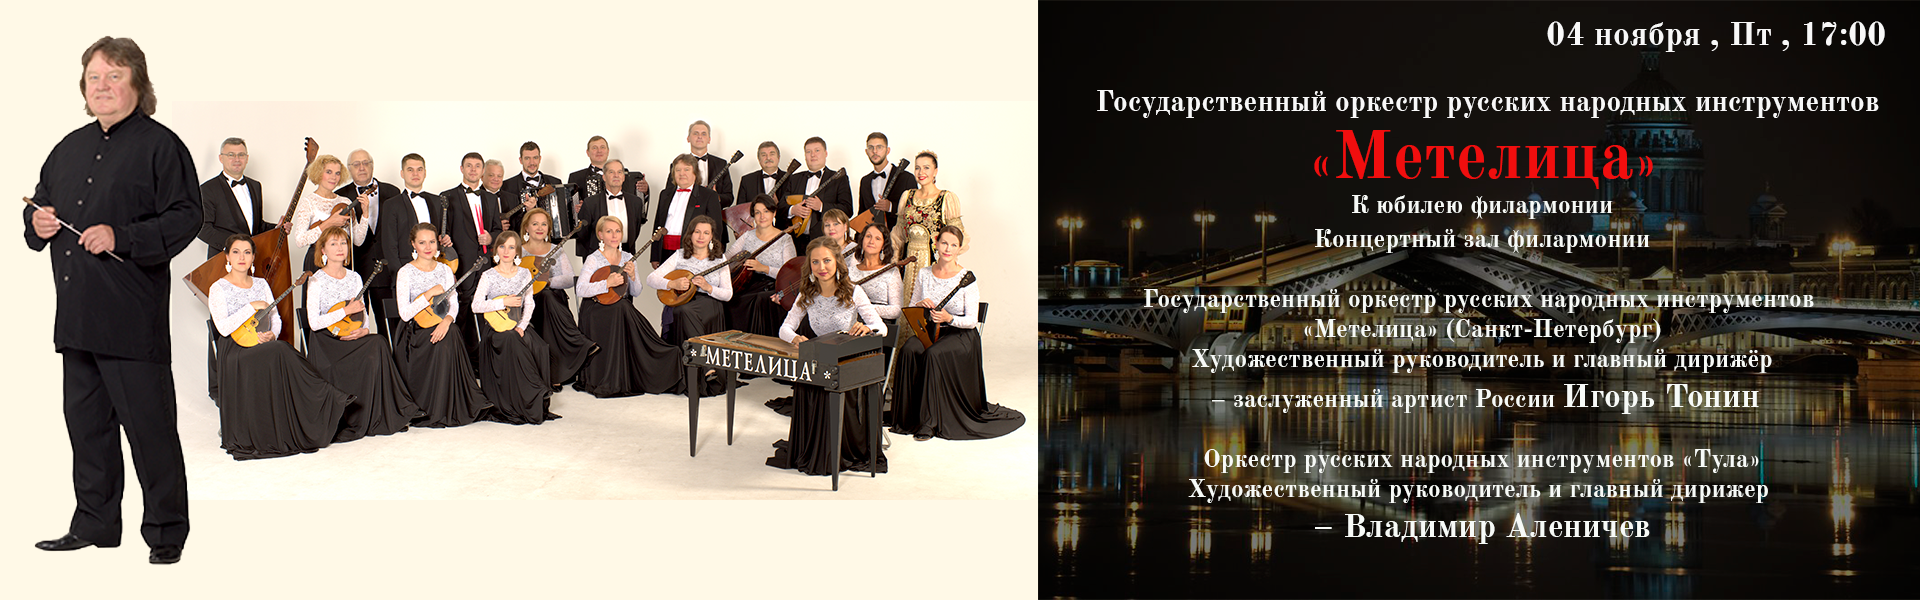 04 ноября , Пт , 17:00
Государственный оркестр русских народных инструментов
«Метелица»
К юбилею филармонии
Концертный зал филармонии
Государственный оркестр русских народных инструментов
«Метелица» (Санкт-Петербург)
Художественный руководитель и главный дирижёр
– заслуженный артист России Игорь Тонин
Оркестр русских народных инструментов «Тула»
Художественный руководитель и главный дирижер
– Владимир Аленичев
* МЕТЕЛИЦА *